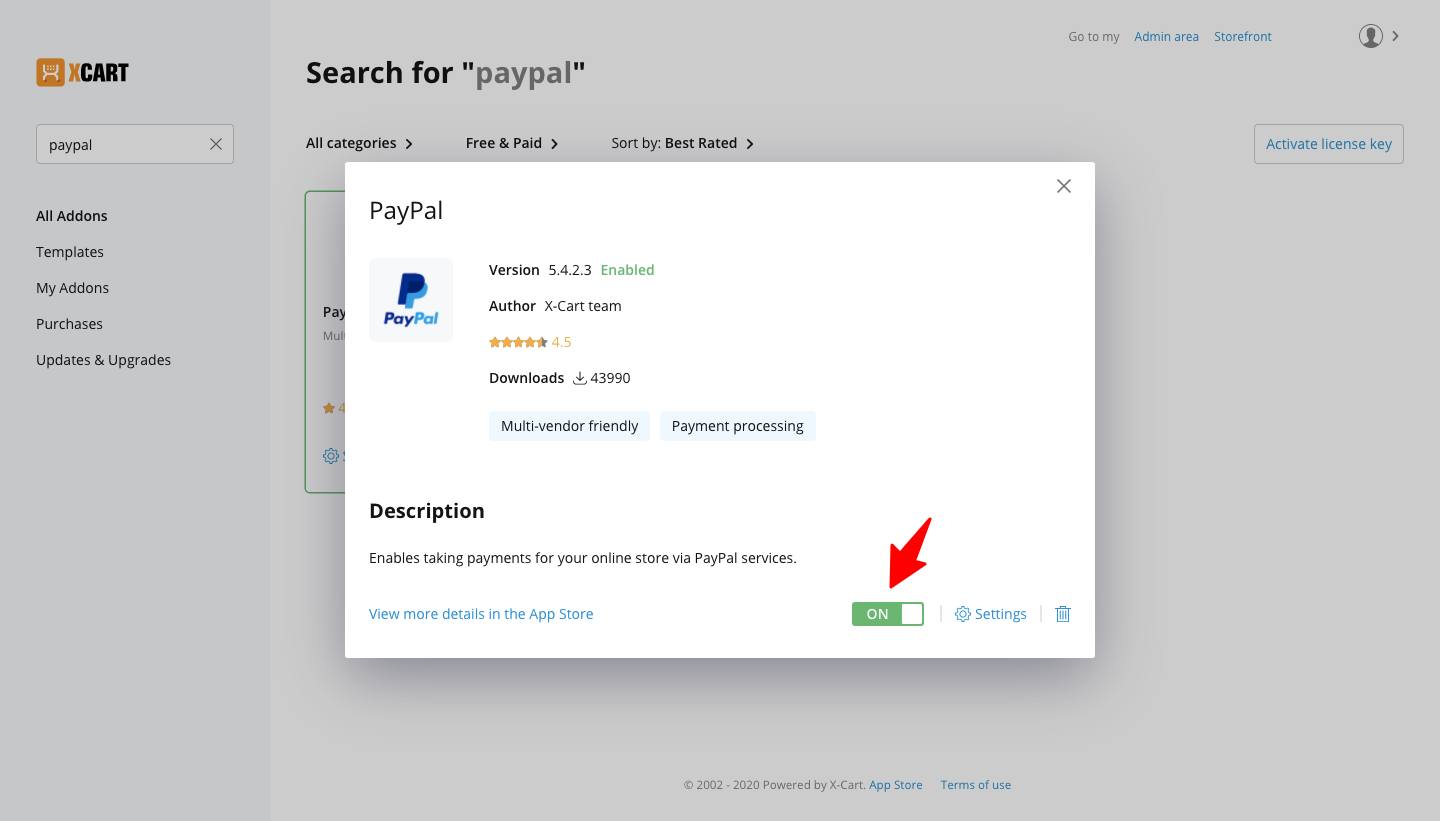 Go to my Admin area Storefront
XCART
Search for "paypal"
paypal
All categories Free & Paid Sort by: Best Rated
Activate license key
All Addons
Templates
My Addons
Purchases
Updates & Upgrades
PayPal
PayPal
Version 5.4.2.3 Enabled
Author X-Cart team
4.5
Downloads 43990
Multi-vendor friendly Payment processing
Description
Enables taking payments for your online store via PayPal services.
View more details in the App Store
ON Settings
© 2002 - 2020 Powered by X-Cart. App Store Terms of use